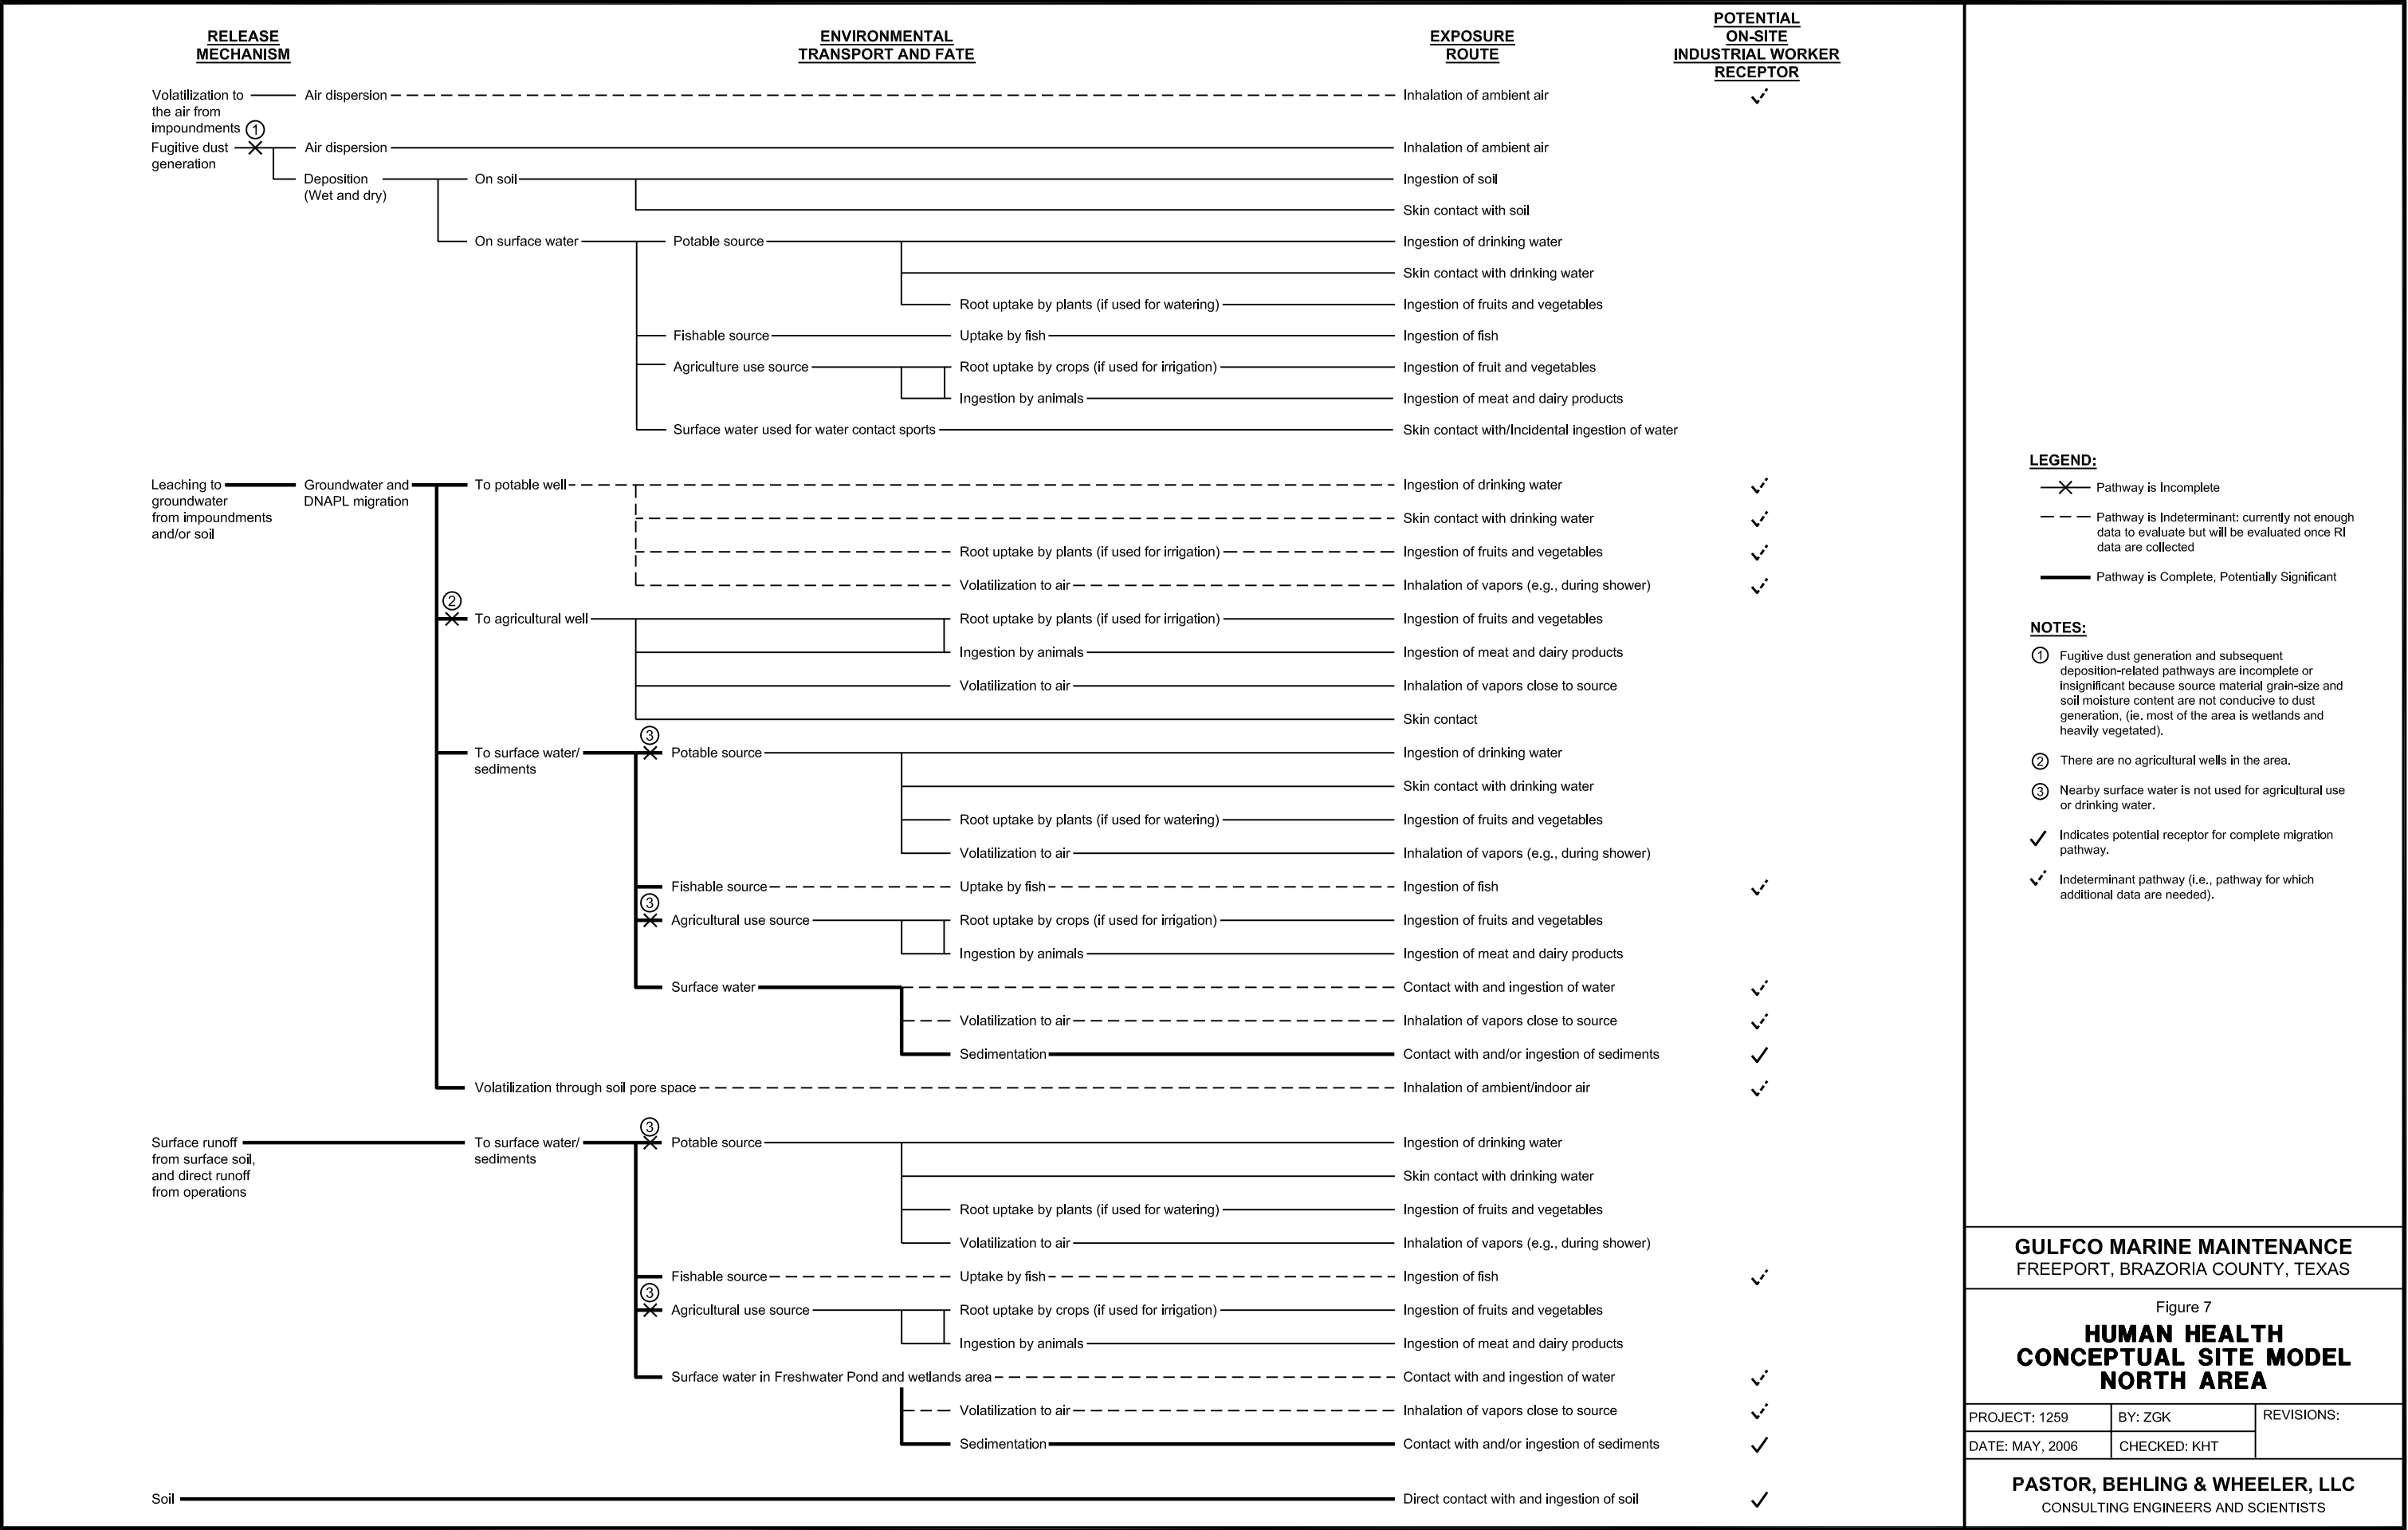 RELEASE
MECHANISM
ENVIRONMENTAL
TRANSPORT AND FATE
EXPOSURE
ROUTE
POTENTIAL
ON-SITE
INDUSTRIAL WORKER
RECEPTOR
Volatilization to
the air from
impoundments
Air dispersion
Inhalation of ambient air
1
Fugitive dust
generation
Air dispersion
Inhalation of ambient air
Deposition
(Wet and dry)
On soil
Ingestion of soil
Skin contact with soil
On surface water
Potable source
Ingestion of drinking water
Skin contact with drinking water
Root uptake by plants (if used for watering)
Ingestion of fruits and vegetables
Fishable source
Uptake by fish
Ingestion of fish
Agriculture use source
Root uptake by crops (if used for irrigation)
Ingestion of fruit and vegetables
Ingestion by animals
Ingestion of meat and dairy products
Surface water used for water contact sports
Skin contact with/Incidental ingestion of water
Leaching to
groundwater
from impoundments
and/or soil
Groundwater and
DNAPL migration
To potable well
Ingestion of drinking water
Skin contact with drinking water
Root uptake by plants (if used for irrigation)
Ingestion of fruits and vegetables
Volatilization to air
Inhalation of vapors (e.g., during shower)
2
To agricultural well
Root uptake by plants (if used for irrigation)
Ingestion of fruits and vegetables
Ingestion by animals
Ingestion of meat and dairy products
Volatilization to air
Inhalation of vapors close to source
Skin contact
To surface water/
sediments
3
Potable source
Ingestion of drinking water
Skin contact with drinking water
Root uptake by plants (if used for watering)
Ingestion of fruits and vegetables
Volatilization to air
Inhalation of vapors (e.g., during shower)
Fishable source
Uptake by fish
Ingestion of fish
3
Agricultural use source
Root uptake by crops (if used for irrigation)
Ingestion of fruits and vegetables
Ingestion by animals
Ingestion of meat and dairy products
Surface water
Contact with and ingestion of water
Volatilization to air
Inhalation of vapors close to source
Sedimentation
Contact with and/or ingestion of sediments
Volatilization through soil pore space
Inhalation of ambient/indoor air
Surface runoff
from surface soil,
and direct runoff
from operations
To surface water/
sediments
3
Potable source
Ingestion of drinking water
Skin contact with drinking water
Root uptake by plants (if used for watering)
Ingestion of fruits and vegetables
Volatilization to air
Inhalation of vapors (e.g., during shower)
Fishable source
Uptake by fish
Ingestion of fish
3
Agricultural use source
Root uptake by crops (if used for irrigation)
Ingestion of fruits and vegetables
Ingestion by animals
Ingestion of meat and dairy products
Surface water in Freshwater Pond and wetlands area
Contact with and ingestion of water
Volatilization to air
Inhalation of vapors close to source
Sedimentation
Contact with and/or ingestion of sediments
Soil
Direct contact with and ingestion of soil
LEGEND:
Pathway is Incomplete
Pathway is Indeterminant: currently not enough
data to evaluate but will be evaluated once RI
data are collected
Pathway is Complete, Potentially Significant
NOTES:
1 Fugitive dust generation and subsequent
deposition-related pathways are incomplete or
insignificant because source material grain-size and
soil moisture content are not conducive to dust
generation, (ie. most of the area is wetlands and
heavily vegetated).
2 There are no agricultural wells in the area.
3 Nearby surface water is not used for agricultural use
or drinking water.
Indicates potential receptor for complete migration
pathway.
Indeterminant pathway (i.e., pathway for which
additional data are needed).
GULFCO MARINE MAINTENANCE
FREEPORT, BRAZORIA COUNTY, TEXAS
Figure 7
HUMAN HEALTH
CONCEPTUAL SITE MODEL
NORTH AREA
PROJECT: 1259
BY: ZGK
REVISIONS:
DATE: MAY, 2006
CHECKED: KHT
PASTOR, BEHLING & WHEELER, LLC
CONSULTING ENGINEERS AND SCIENTISTS